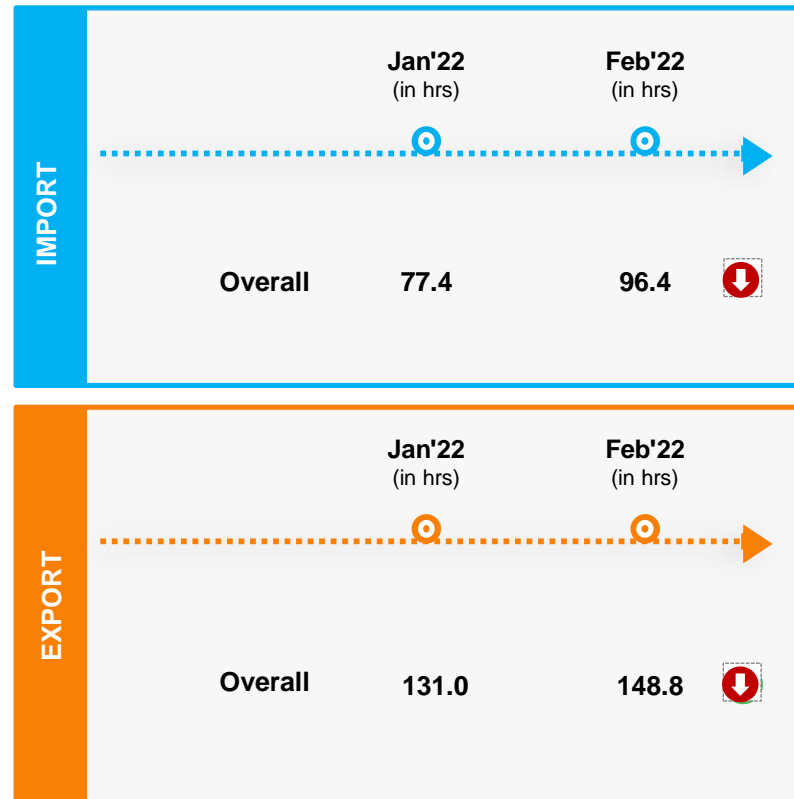 IMPORT
Jan'22 Feb'22
(in hrs) (in hrs)
Overall 77.4 96.4
EXPORT
Jan'22 Feb'22
(in hrs) (in hrs)
Overall 131.0 148.8